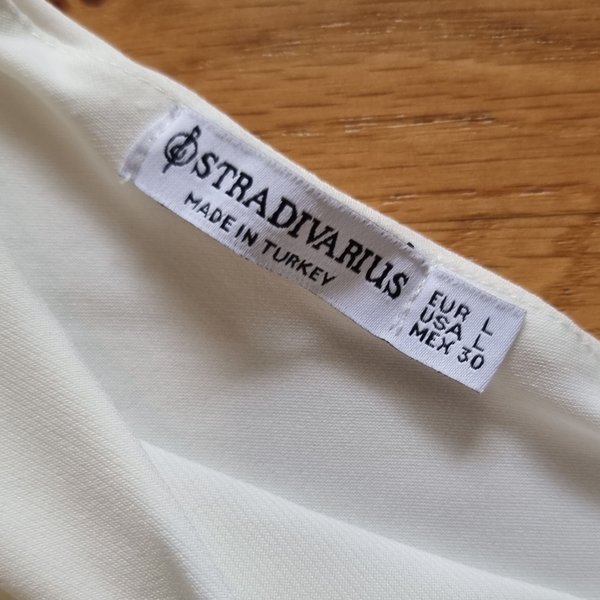 STRADIVARIUS
MADE IN TURKEY
EUR L
USA L
MEX 30